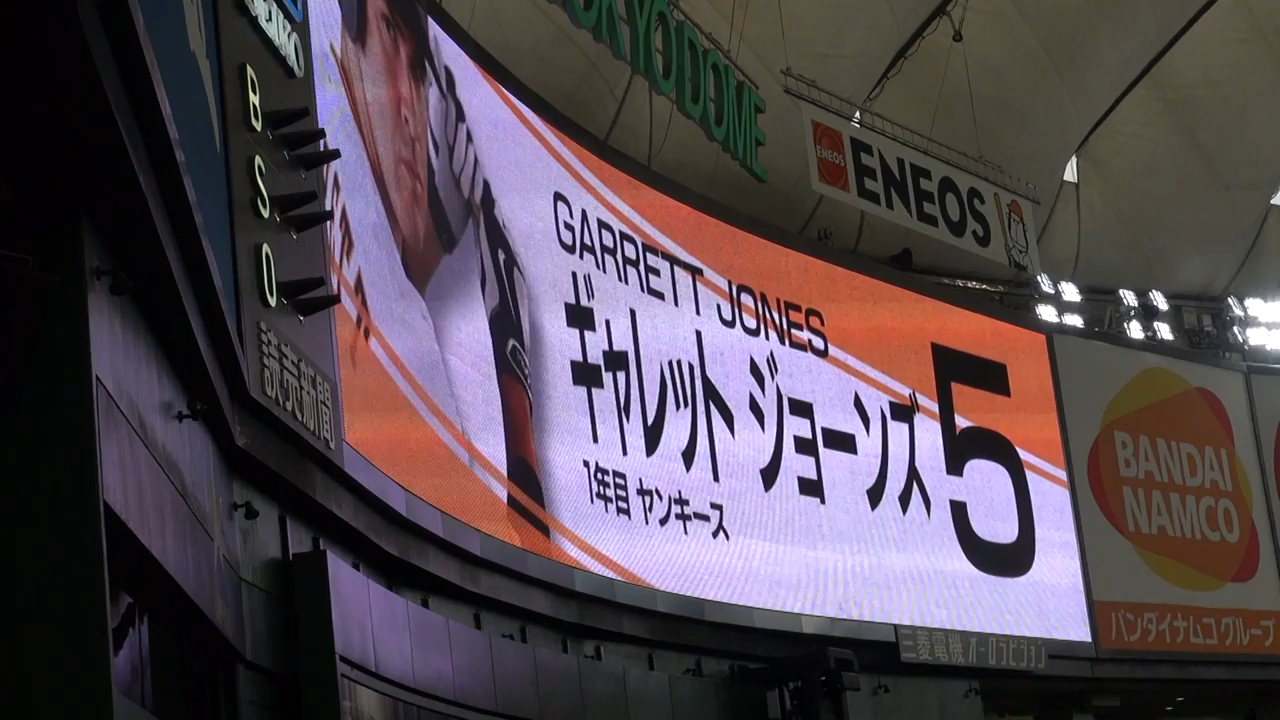 SEIKO
TOKYO DOME
ENEOS
ENEOS
B
S
O
読売新聞
GARRETT JONES
ギャレット ジョーンズ
5
1年目 ヤンキース
BANDAI
NAMCO
バンダイナムコグループ
三菱電機 オーロラビジョン